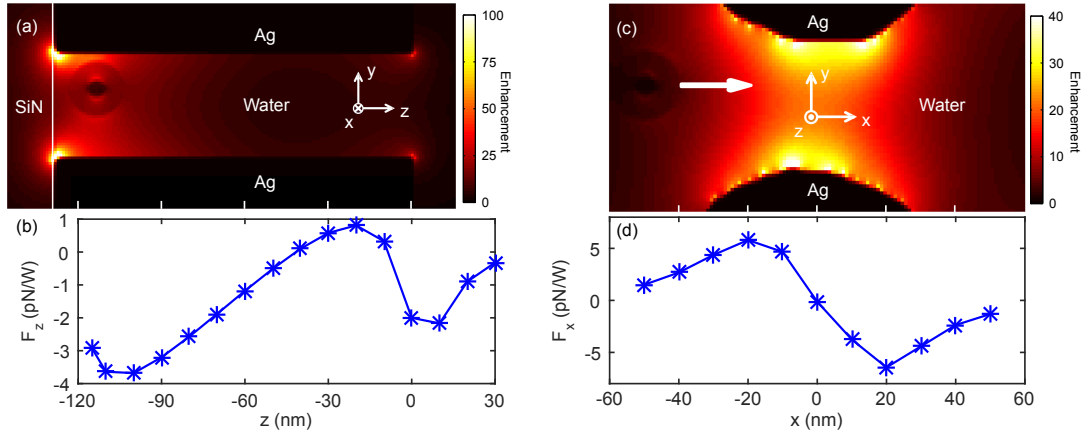 (a)
Ag
SiN
Water
y
z
x
Ag
100
75
50
25
0
Enhancement
(b)
1
0
-1
-2
-3
-4
F_z (pN/W)
-120
-90
-60
-30
0
30
z (nm)
(c)
Ag
y
x
z
Water
Ag
40
30
20
10
0
Enhancement
(d)
5
0
-5
F_x (pN/W)
-60
-40
-20
0
20
40
60
x (nm)